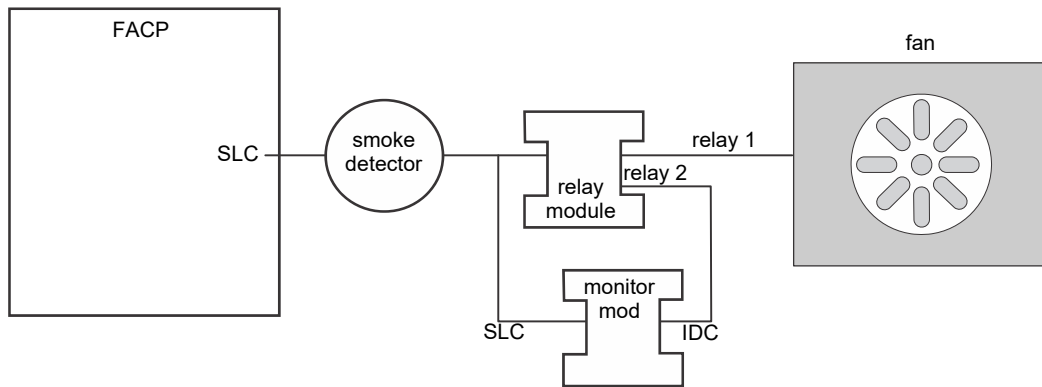 FACP
fan
SLC
smoke
detector
relay 1
relay 2
relay
module
monitor
mod
SLC
IDC